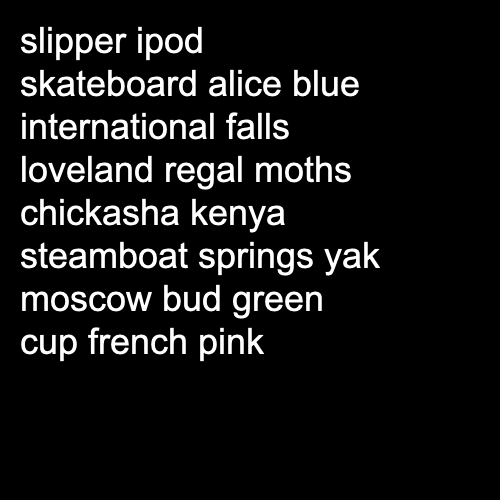 slipper ipod
skateboard alice blue
international falls
loveland regal moths
chickasha kenya
steamboat springs yak
moscow bud green
cup french pink